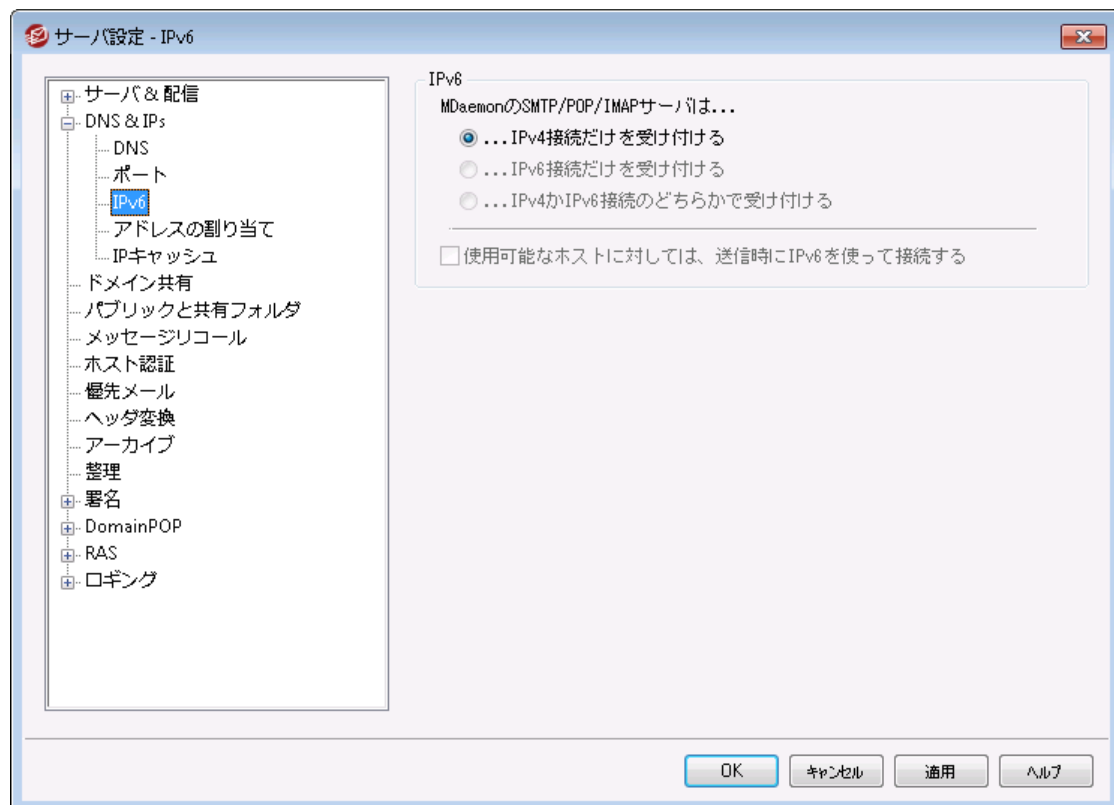 サーバ設定 - IPv6
サーバ & 配信
DNS & IPs
DNS
ポート
IPv6
アドレスの割り当て
IPキャッシュ
ドメイン共有
パブリックと共有フォルダ
メッセージリコール
ホスト認証
優先メール
ヘッダ変換
アーカイブ
整理
署名
DomainPOP
RAS
ロギング
IPv6
MDaemonのSMTP/POP/IMAPサーバは...
...IPv4接続だけを受け付ける
...IPv6接続だけを受け付ける
...IPv4かIPv6接続のどちらかで受け付ける
使用可能なホストに対しては、送信時にIPv6を使って接続する
OK
キャンセル
適用
ヘルプ